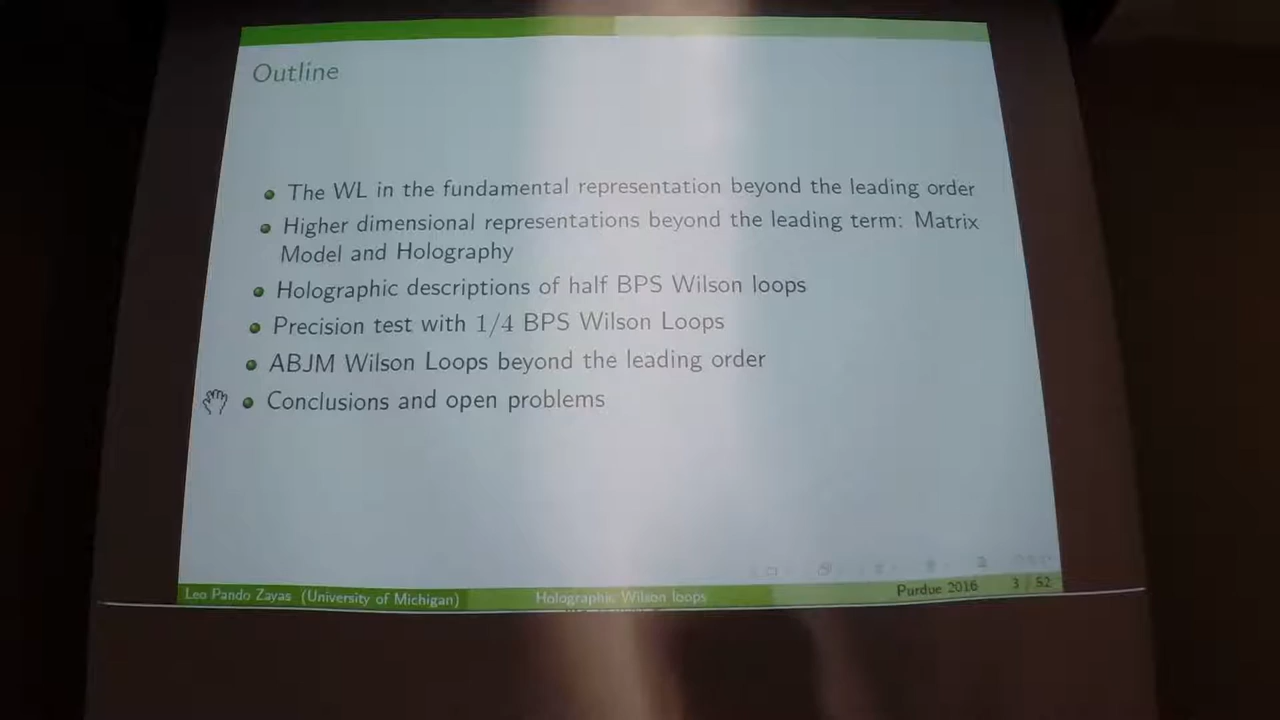 Outline
The WL in the fundamental representation beyond the leading order
Higher dimensional representations beyond the leading term: Matrix
Model and Holography
Holographic descriptions of half BPS Wilson loops
Precision test with 1/4 BPS Wilson Loops
ABJM Wilson Loops beyond the leading order
Conclusions and open problems
Leo Pando Zayas (University of Michigan) Holographic Wilson loops Purdue 2016 3 / 52